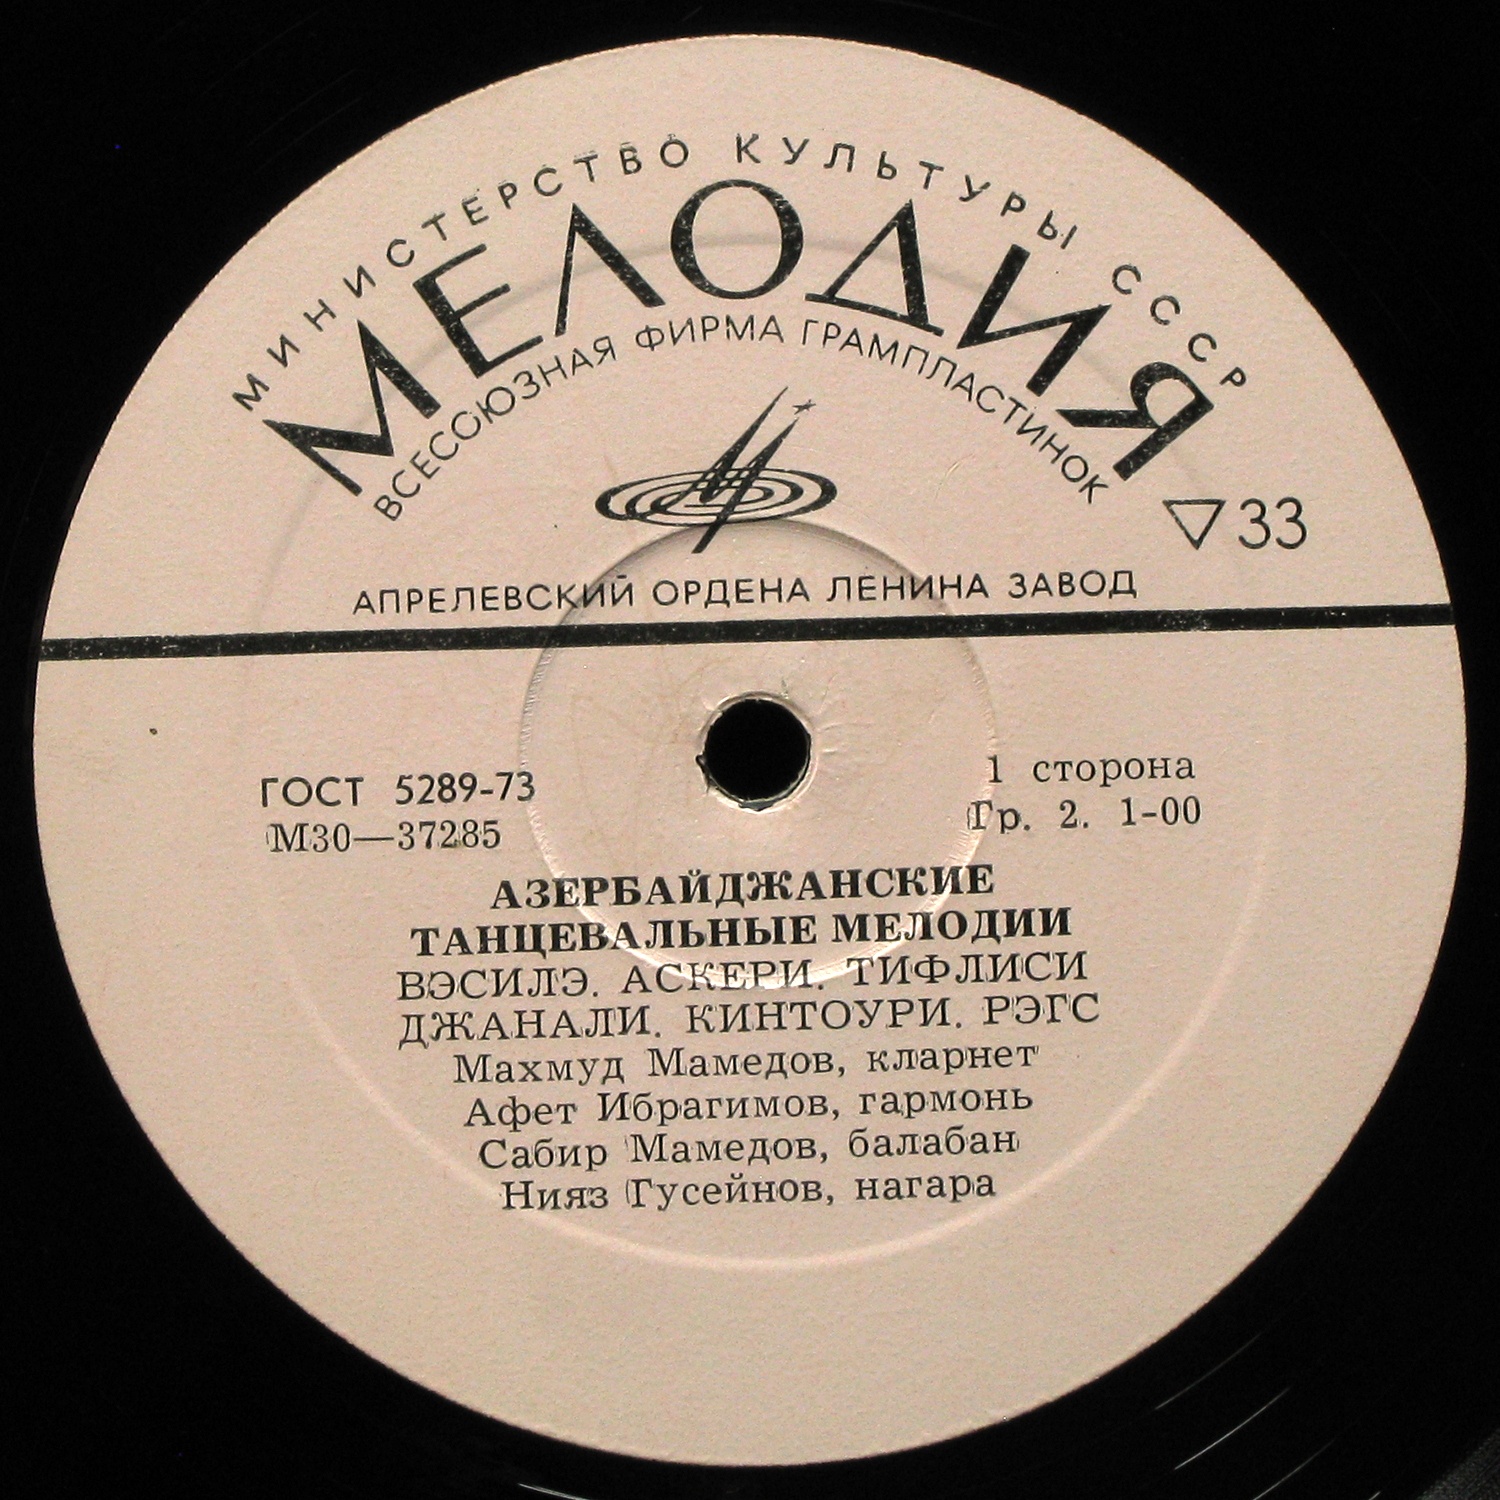 МИНИСТЕРСТВО КУЛЬТУРЫ СССР
МЕЛОДИЯ
ВСЕСОЮЗНАЯ ФИРМА ГРАМПЛАСТИНОК
33
АПРЕЛЕВСКИЙ ОРДЕНА ЛЕНИНА ЗАВОД
ГОСТ 5289-73
1 сторона
М30—37285
Гр. 2. 1-00
АЗЕРБАЙДЖАНСКИЕ
ТАНЦЕВАЛЬНЫЕ МЕЛОДИИ
ВЭСИЛЭ. АСКЕРИ. ТИФЛИСИ
ДЖАНАЛИ. КИНТОУРИ. РЭГС
Махмуд Мамедов, кларнет
Афет Ибрагимов, гармонь
Сабир Мамедов, балабан
Нияз Гусейнов, нагара